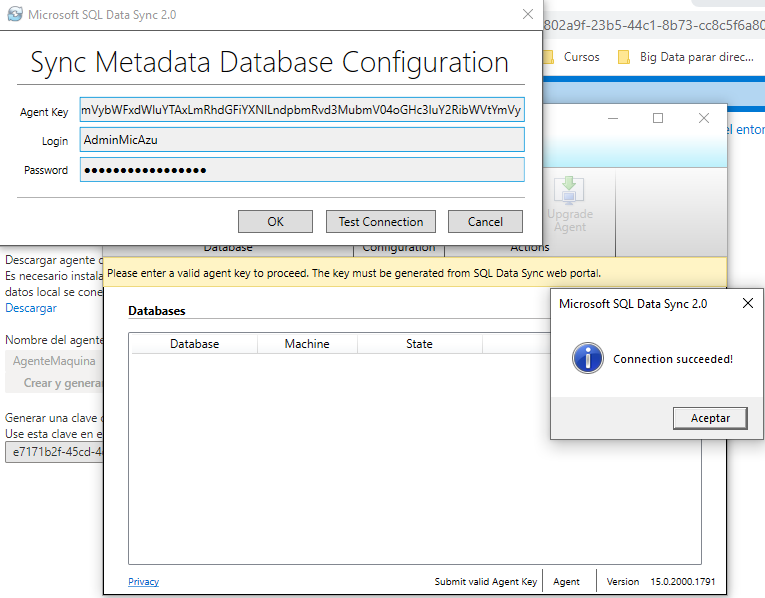 Microsoft SQL Data Sync 2.0
802a9f-23b5-44c1-8b73-cc8c5f6a80
Sync Metadata Database Configuration
Cursos
Big Data parar direc...
Agent Key
Login
AdminMicAzu
Password
●●●●●●●●●●●●●●●●●
OK
Test Connection
Cancel
el entor
Upgrade
Agent
Database
Configuration
Actions
Please enter a valid agent key to proceed. The key must be generated from SQL Data Sync web portal.
Descargar agente
Es necesario instala
datos local se cone
Descargar
Nombre del agente
AgenteMaquina
Crear y generar
Generar una clave
Use esta clave en e
e7171b2f-45cd-4
Databases
Database
Machine
State
Microsoft SQL Data Sync 2.0
Connection succeeded!
Aceptar
Privacy
Submit valid Agent Key
Agent
Version
15.0.2000.1791